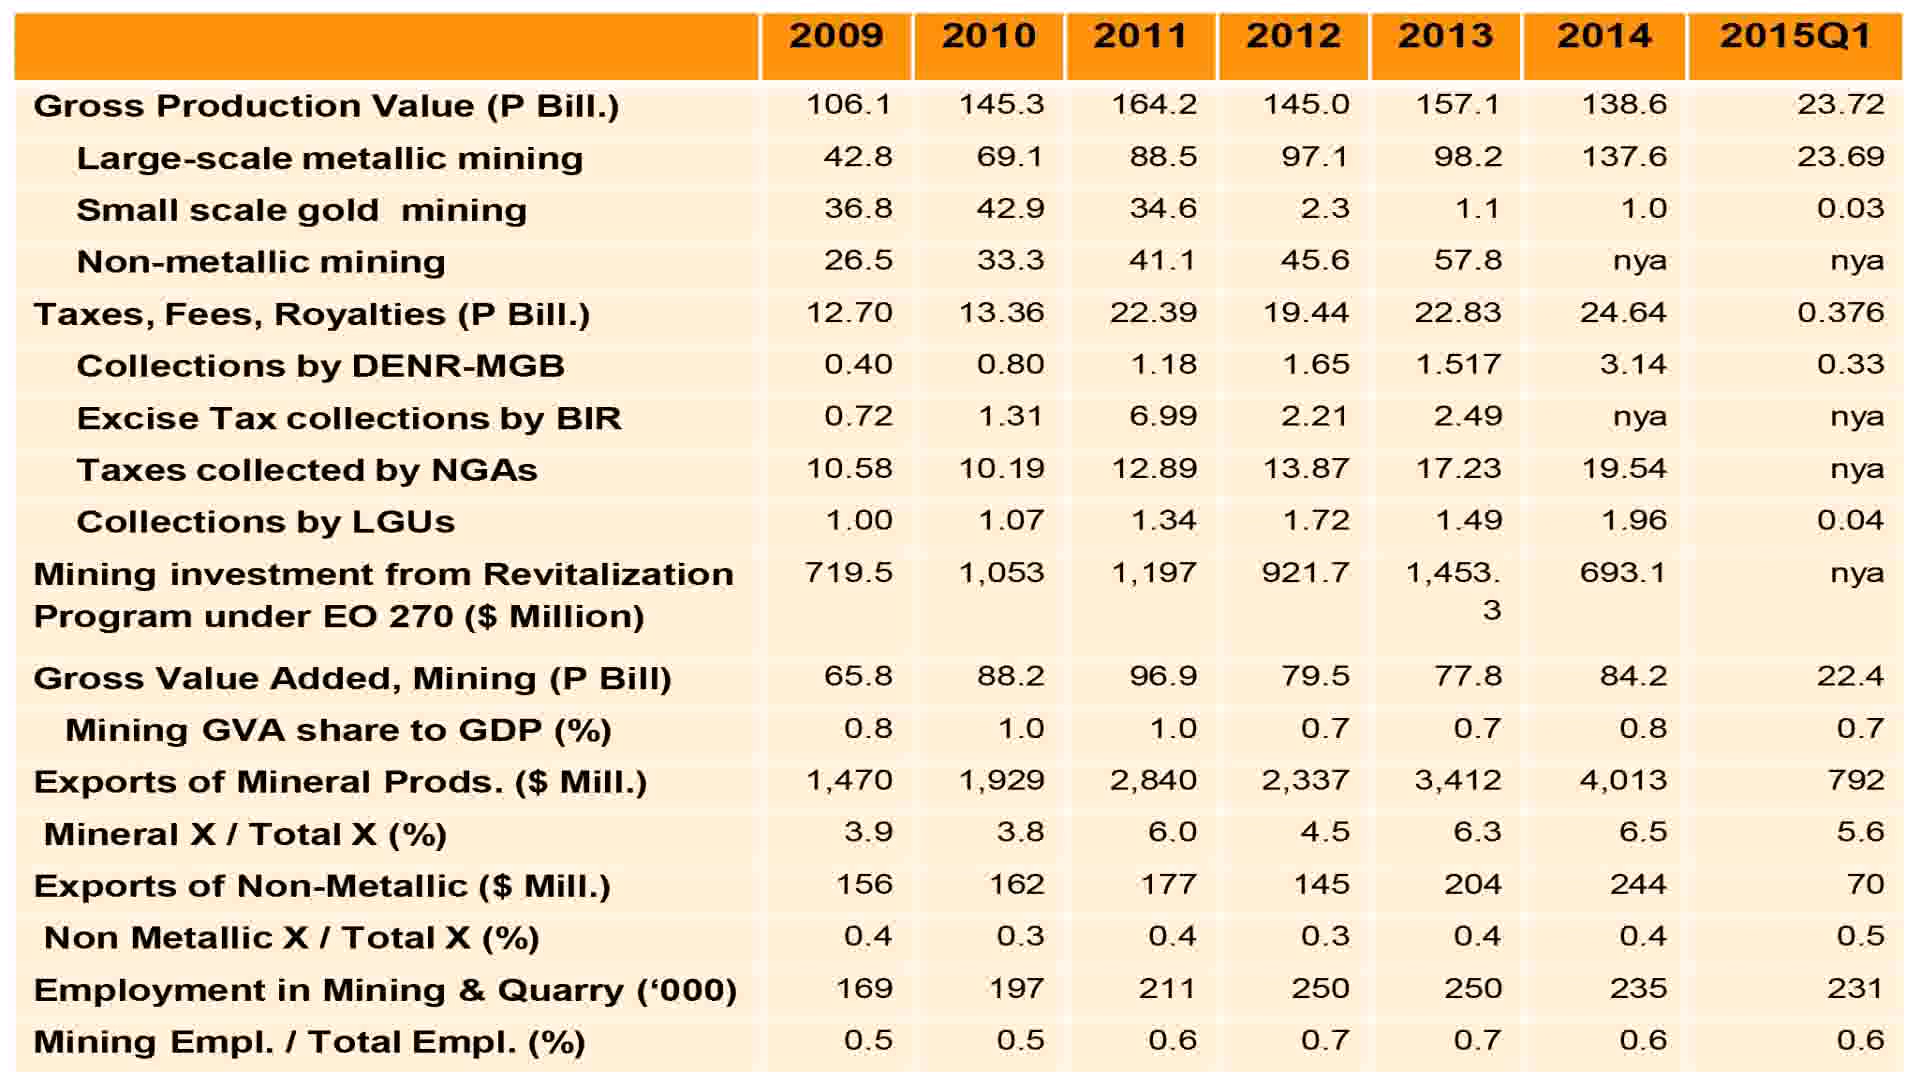 2009 2010 2011 2012 2013 2014 2015Q1
Gross Production Value (P Bill.) 106.1 145.3 164.2 145.0 157.1 138.6 23.72
Large-scale metallic mining 42.8 69.1 88.5 97.1 98.2 137.6 23.69
Small scale gold mining 36.8 42.9 34.6 2.3 1.1 1.0 0.03
Non-metallic mining 26.5 33.3 41.1 45.6 57.8 nya nya
Taxes, Fees, Royalties (P Bill.) 12.70 13.36 22.39 19.44 22.83 24.64 0.376
Collections by DENR-MGB 0.40 0.80 1.18 1.65 1.517 3.14 0.33
Excise Tax collections by BIR 0.72 1.31 6.99 2.21 2.49 nya nya
Taxes collected by NGAs 10.58 10.19 12.89 13.87 17.23 19.54 nya
Collections by LGUs 1.00 1.07 1.34 1.72 1.49 1.96 0.04
Mining investment from Revitalization 719.5 1,053 1,197 921.7 1,453. 693.1 nya
Program under EO 270 ($ Million) 3
Gross Value Added, Mining (P Bill) 65.8 88.2 96.9 79.5 77.8 84.2 22.4
Mining GVA share to GDP (%) 0.8 1.0 1.0 0.7 0.7 0.8 0.7
Exports of Mineral Prods. ($ Mill.) 1,470 1,929 2,840 2,337 3,412 4,013 792
Mineral X / Total X (%) 3.9 3.8 6.0 4.5 6.3 6.5 5.6
Exports of Non-Metallic ($ Mill.) 156 162 177 145 204 244 70
Non Metallic X / Total X (%) 0.4 0.3 0.4 0.3 0.4 0.4 0.5
Employment in Mining & Quarry (‘000) 169 197 211 250 250 235 231
Mining Empl. / Total Empl. (%) 0.5 0.5 0.6 0.7 0.7 0.6 0.6